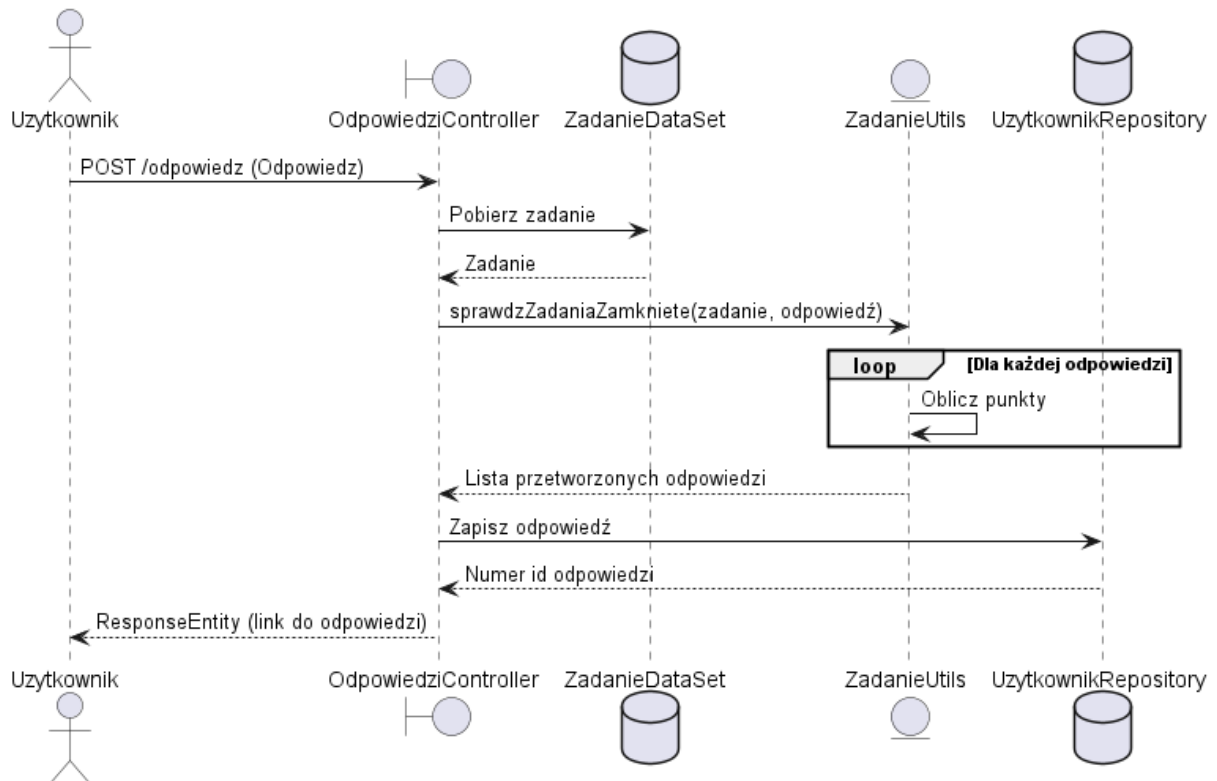 Uzytkownik
OdpowiedziController
ZadanieDataSet
ZadanieUtils
UzytkownikRepository
POST /odpowiedz (Odpowiedz)
Pobierz zadanie
Zadanie
sprawdzZadaniaZamkniete(zadanie, odpowiedź)
loop
[Dla każdej odpowiedzi]
Oblicz punkty
Lista przetworzonych odpowiedzi
Zapisz odpowiedź
Numer id odpowiedzi
ResponseEntity (link do odpowiedzi)
Uzytkownik
OdpowiedziController
ZadanieDataSet
ZadanieUtils
UzytkownikRepository